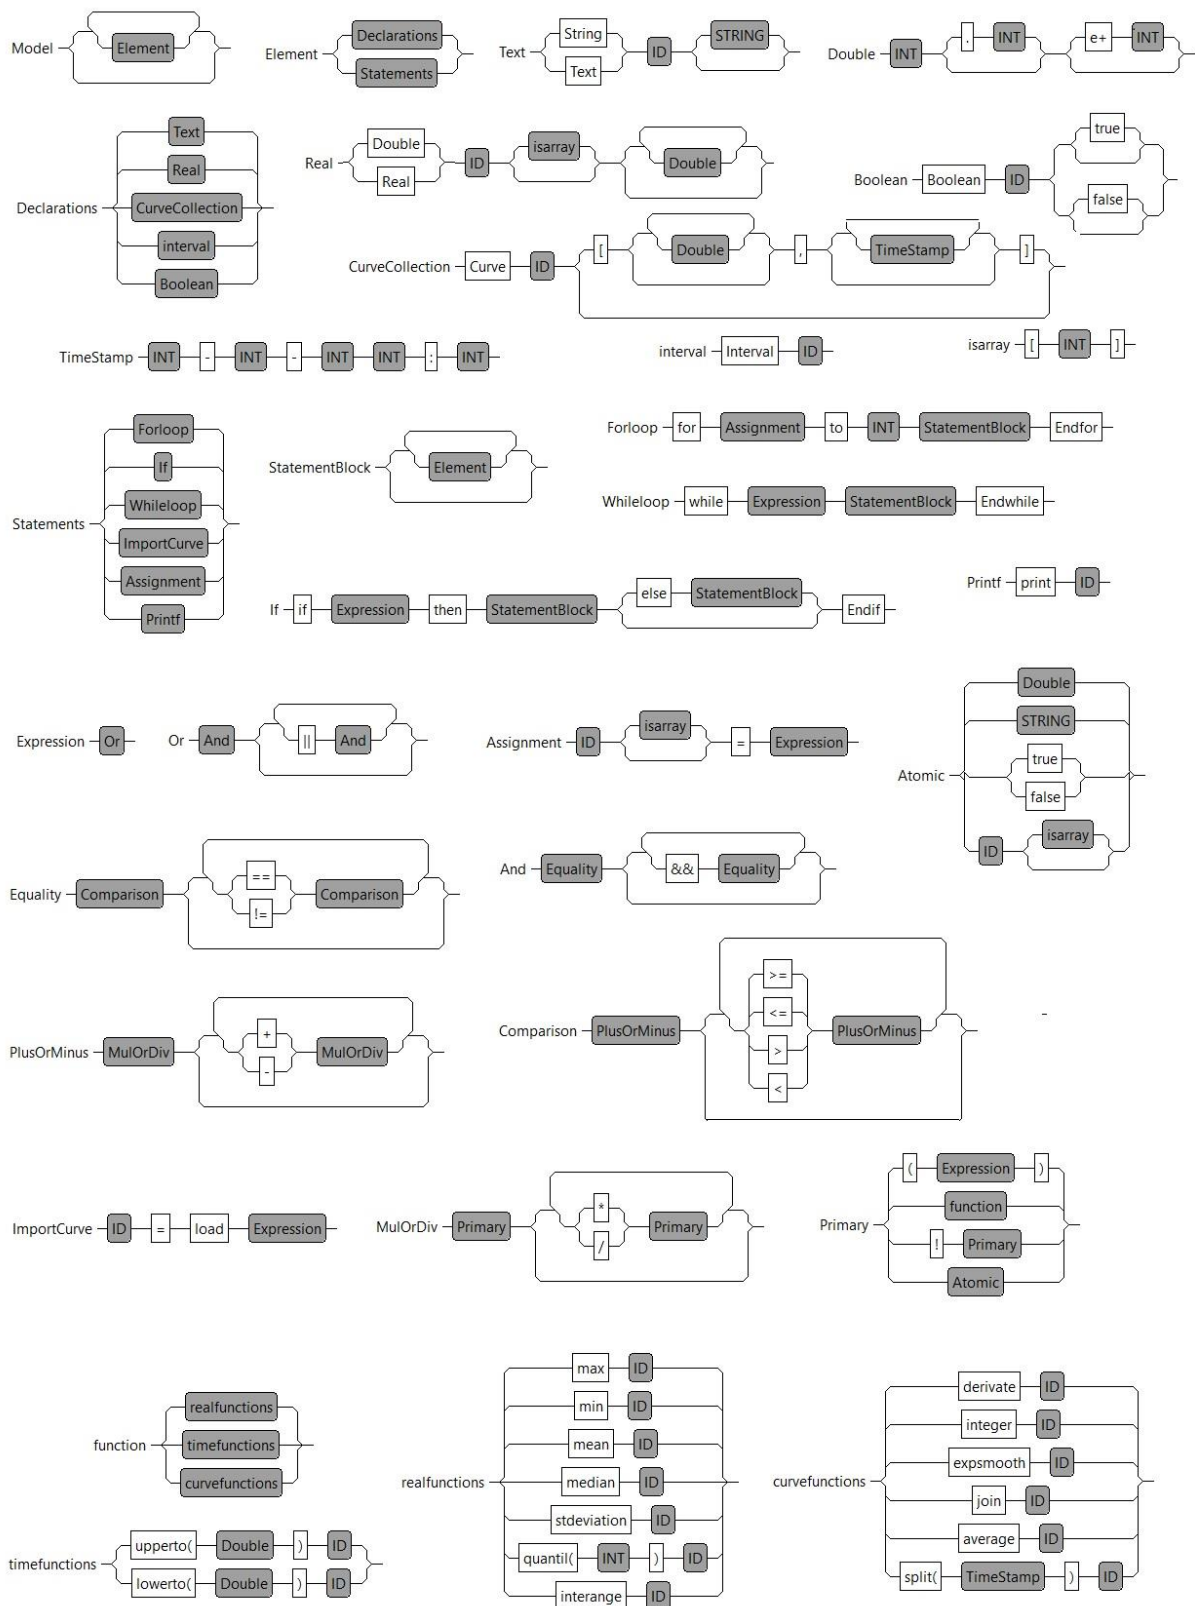 Model Element
Element Declarations Statements
Text String Text ID STRING
Double INT . INT e+ INT
Declarations Text Real CurveCollection interval Boolean
Real Double Real ID isarray Double
Boolean Boolean ID true false
CurveCollection Curve ID [ Double , TimeStamp ]
TimeStamp INT - INT - INT INT : INT
interval Interval ID
isarray [ INT ]
Statements Forloop If Whileloop ImportCurve Assignment Printf
StatementBlock Element
Forloop for Assignment to INT StatementBlock Endfor
Whileloop while Expression StatementBlock Endwhile
If if Expression then StatementBlock else StatementBlock Endif
Printf print ID
Expression Or
Or And || And
Assignment ID isarray = Expression
Atomic Double STRING true false ID isarray
Equality Comparison == != Comparison
And Equality && Equality
PlusOrMinus MulOrDiv + - MulOrDiv
Comparison PlusOrMinus >= <= > < PlusOrMinus
-
ImportCurve ID = load Expression
MulOrDiv Primary * / Primary
Primary ( Expression ) function ! Primary Atomic
function realfunctions timefunctions curvefunctions
timefunctions upperto( Double ) ID lowerto( Double ) ID
realfunctions max ID min ID mean ID median ID stdeviation ID quantil( INT ) ID interange ID
curvefunctions derivate ID integer ID expsmooth ID join ID average ID split( TimeStamp ) ID